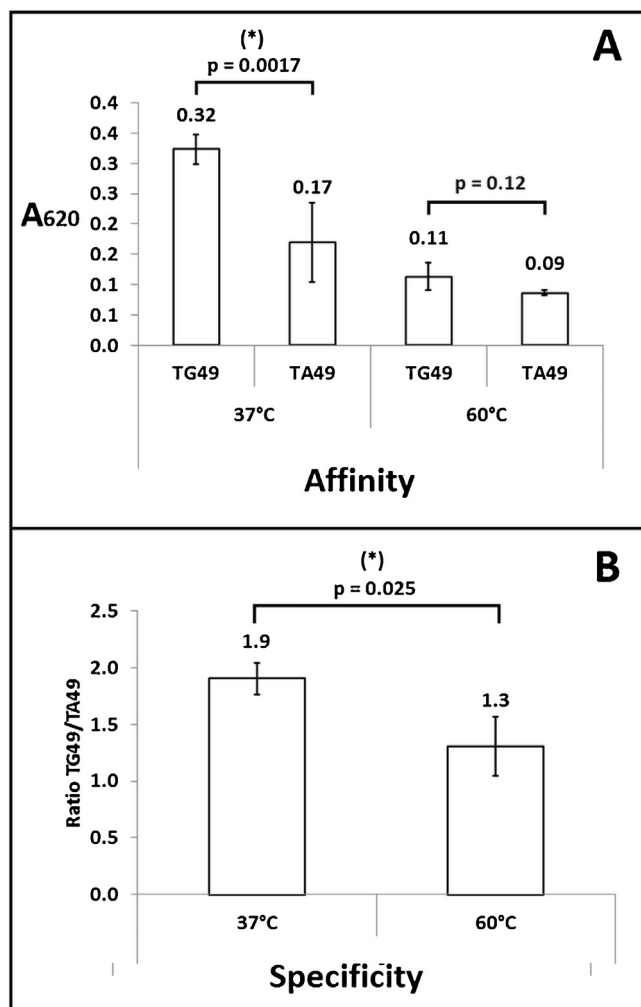 A
(*)
p = 0.0017
0.4
0.4
0.3
0.3
0.2
0.2
0.1
0.1
0.0
A620
0.32
0.17
p = 0.12
0.11
0.09
TG49 TA49 TG49 TA49
37°C 60°C
Affinity
B
(*)
p = 0.025
2.5
2.0
1.5
1.0
0.5
0.0
Ratio TG49/TA49
1.9
1.3
37°C 60°C
Specificity